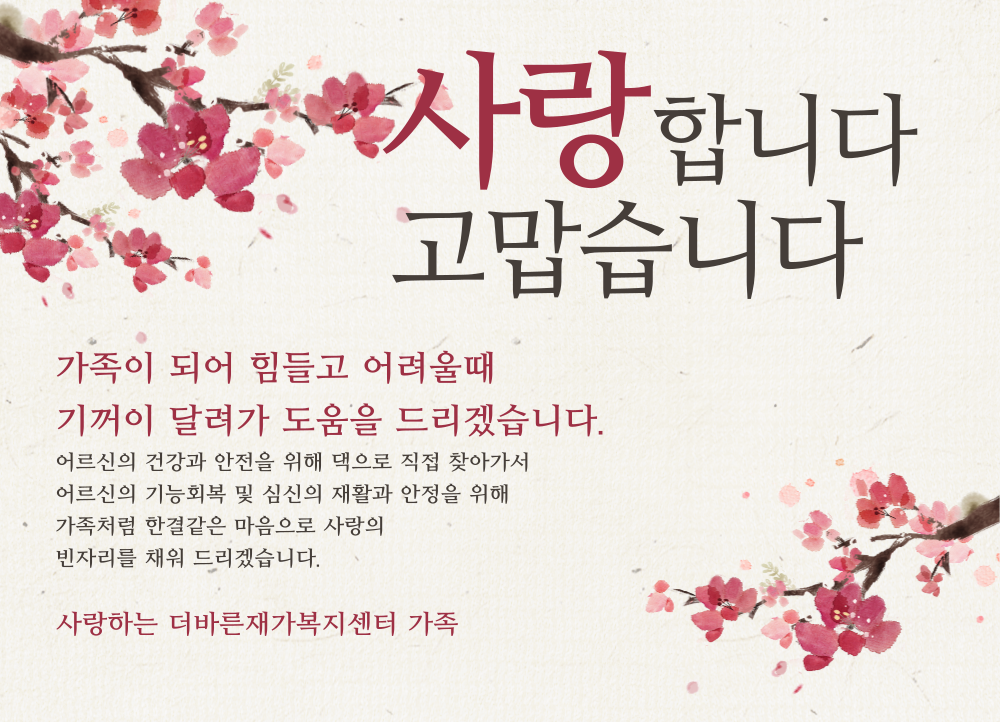 사랑합니다
고맙습니다
가족이 되어 힘들고 어려울때
기꺼이 달려가 도움을 드리겠습니다.
어르신의 건강과 안전을 위해 댁으로 직접 찾아가서
어르신의 기능회복 및 심신의 재활과 안정을 위해
가족처럼 한결같은 마음으로 사랑의
빈자리를 채워 드리겠습니다.
사랑하는 더바른재가복지센터 가족